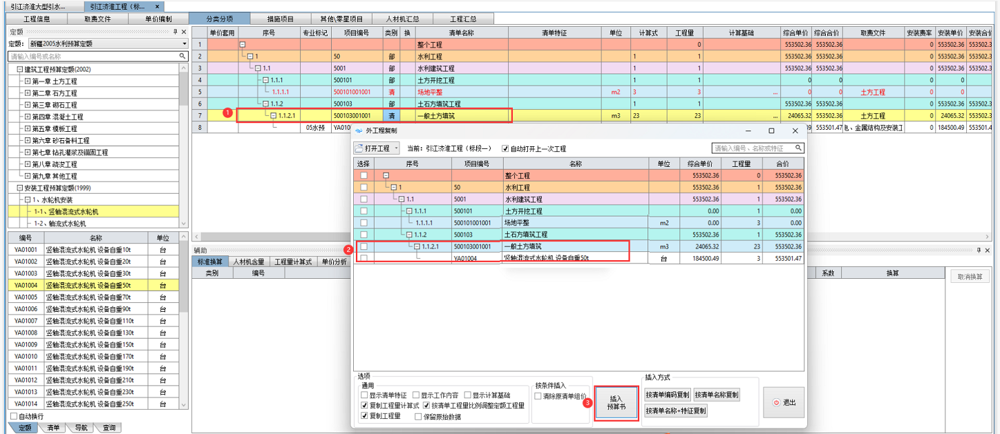 引江济淮大型引水... 引江济淮工程（标... ×
工程信息 取费文件 单价编制 分类分项 措施项目 其他\零星项目 人材机汇总 工程汇总
定额
定额: 新疆2005水利预算定额
请输入编号或名称
建筑工程预算定额(2002)
第一章 土方工程
第二章 石方工程
第三章 砌石工程
第四章 混凝土工程
第五章 模板工程
第六章 砂石备料工程
第七章 钻孔灌浆及锚固工程
第八章 疏浚工程
第九章 其他工程
安装工程预算定额(1999)
1、水轮机安装
1-1、竖轴混流式水轮机
1-2、轴流式水轮机
编号 名称 单位
YA01001 竖轴混流式水轮机 设备自重10t 台
YA01002 竖轴混流式水轮机 设备自重20t 台
YA01003 竖轴混流式水轮机 设备自重30t 台
YA01004 竖轴混流式水轮机 设备自重50t 台
YA01005 竖轴混流式水轮机 设备自重70t 台
YA01006 竖轴混流式水轮机 设备自重90t 台
YA01007 竖轴混流式水轮机 设备自重110t 台
YA01008 竖轴混流式水轮机 设备自重130t 台
YA01009 竖轴混流式水轮机 设备自重150t 台
YA01010 竖轴混流式水轮机 设备自重170t 台
YA01011 竖轴混流式水轮机 设备自重190t 台
YA01012 竖轴混流式水轮机 设备自重210t 台
YA01013 竖轴混流式水轮机 设备自重230t 台
YA01014 竖轴混流式水轮机 设备自重250t 台
自动换行
定额 清单 导航 查询
单价套用 序号 专业标记 项目编号 类别 换 清单名称 清单特征 单位 计算式 工程量 计算基础 综合单价 综合合价 取费文件 安装费率 安装单价 安装合价
1 整个工程 0 553502.36 553502.36 0 553502.36 553502.3
2 1 50 部 水利工程 1 1 553502.36 553502.36 0 553502.36 553502.3
3 1.1 5001 部 水利建筑工程 1 1 553502.36 553502.36 0 553502.36 553502.3
4 1.1.1 500101 部 土方开挖工程 1 1 0 0 0 0
5 1.1.1.1 500101001001 清 场地平整 m2 3 3 ... 0 0 土方工程 0 0
6 1.1.2 500103 部 土石方填筑工程 1 1 553502.36 553502.36 0 553502.36 553502.3
7 1.1.2.1 500103001001 清 一般土方填筑 m3 23 23 ... 24065.32 553502.36 土方工程 0 24065.32 553502.3
8 05水预 YA010 49 553501.47 电、金属结构及安装工 0 184500.49 553501.4
1
外工程复制
打开工程 当前: 引江济淮工程（标段一） 自动打开上一次工程 请输入编号、名称或特征
选择 序号 项目编号 名称 单位 综合单价 工程量 合价
整个工程 553502.36 0 553502.36
1 50 水利工程 553502.36 1 553502.36
1.1 5001 水利建筑工程 553502.36 1 553502.36
1.1.1 500101 土方开挖工程 0.00 1 0.00
1.1.1.1 500101001001 场地平整 m2 0.00 3 0.00
1.1.2 500103 土石方填筑工程 553502.36 1 553502.36
2
1.1.2.1 500103001001 一般土方填筑 m3 24065.32 23 553502.36
YA01004 竖轴混流式水轮机 设备自重50t 台 184500.49 3 553501.47
选项
通用
显示清单特征 显示工作内容 显示计算基础
复制工程量计算式 按清单工程量比例调整定额工程量
复制工程量 保留原始数据
按条件插入
清除原清单组价
3
插入
预算书
插入方式
按清单编码复制 按清单名称复制
按清单名称+特征复制
退出
辅助
标准换算 人材机含量 工程量计算式 单价分析
类别 编号 系数 换算
取消换算